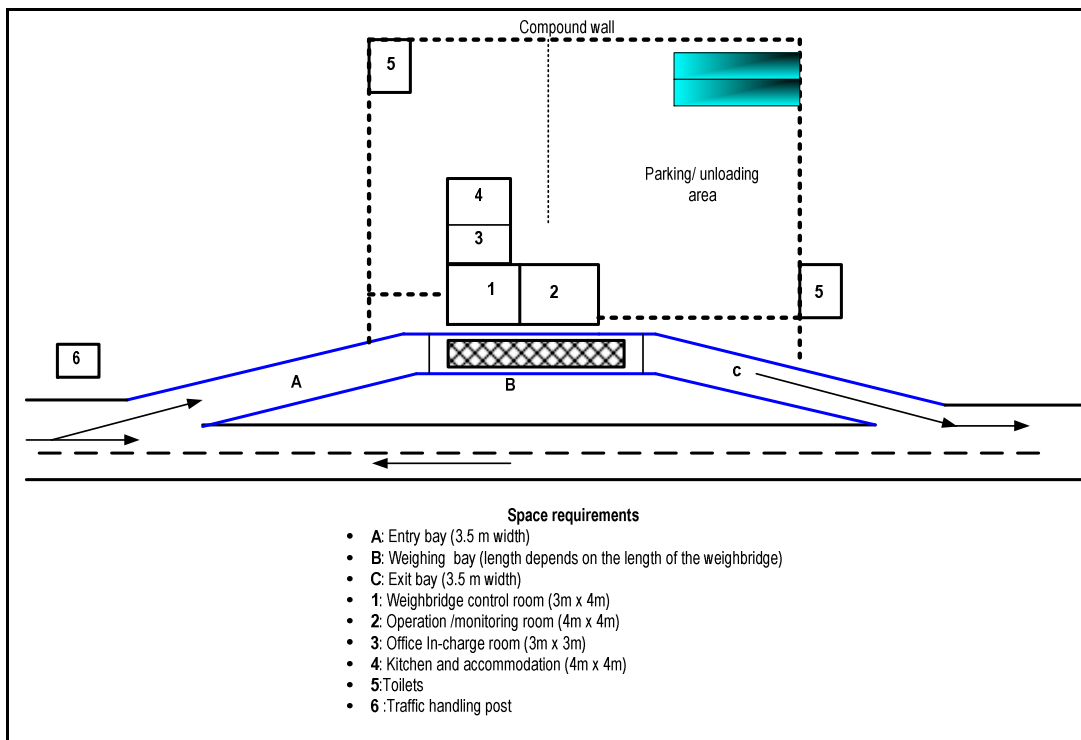 Compound wall
5
Parking/ unloading
area
4
3
1
2
5
6
A
B
c
Space requirements
• A: Entry bay (3.5 m width)
• B: Weighing bay (length depends on the length of the weighbridge)
• C: Exit bay (3.5 m width)
• 1: Weighbridge control room (3m x 4m)
• 2: Operation /monitoring room (4m x 4m)
• 3: Office In-charge room (3m x 3m)
• 4: Kitchen and accommodation (4m x 4m)
• 5:Toilets
• 6 :Traffic handling post